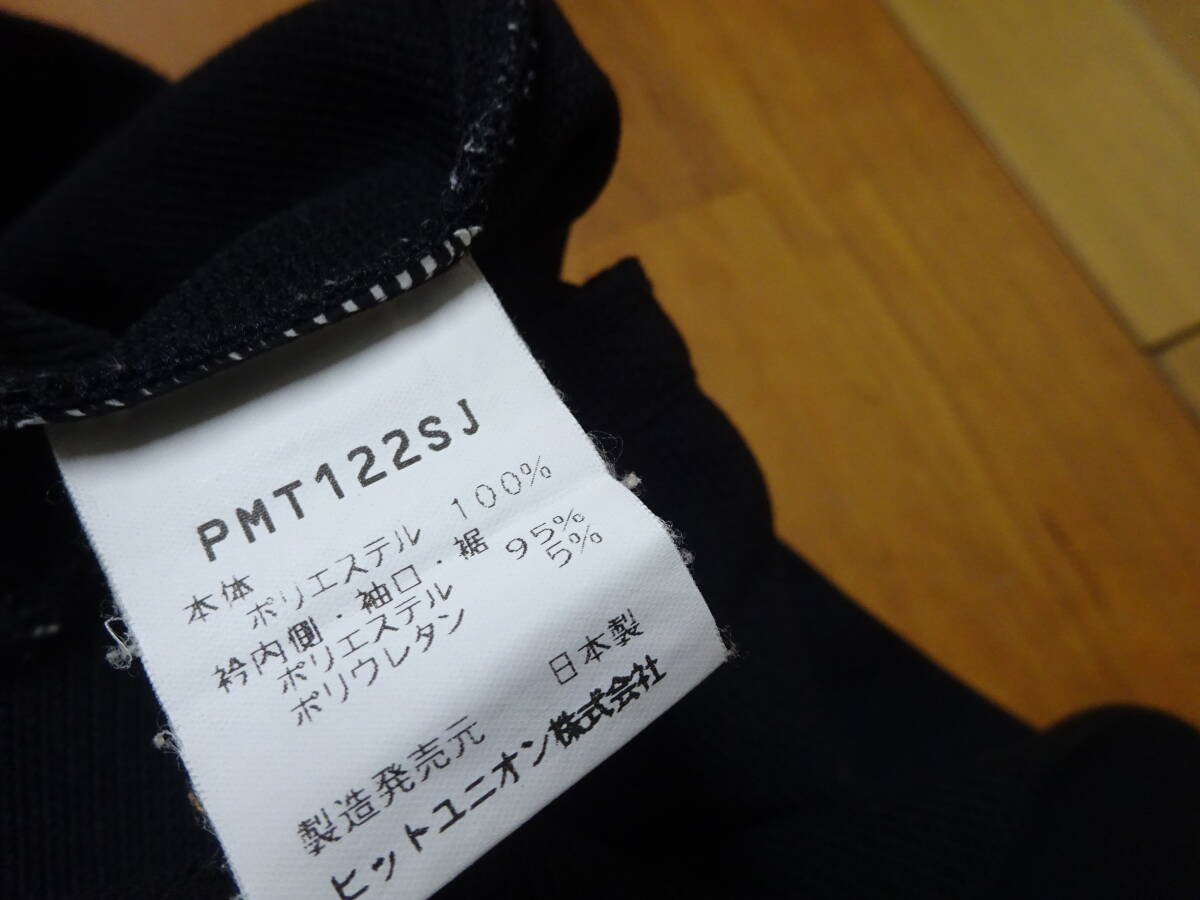 PMT122SJ
本体
ポリエステル 100%
衿内側・袖口・裾
ポリエステル 95%
ポリウレタン 5%
日本製
製造発売元
ヒットユニオン株式会社